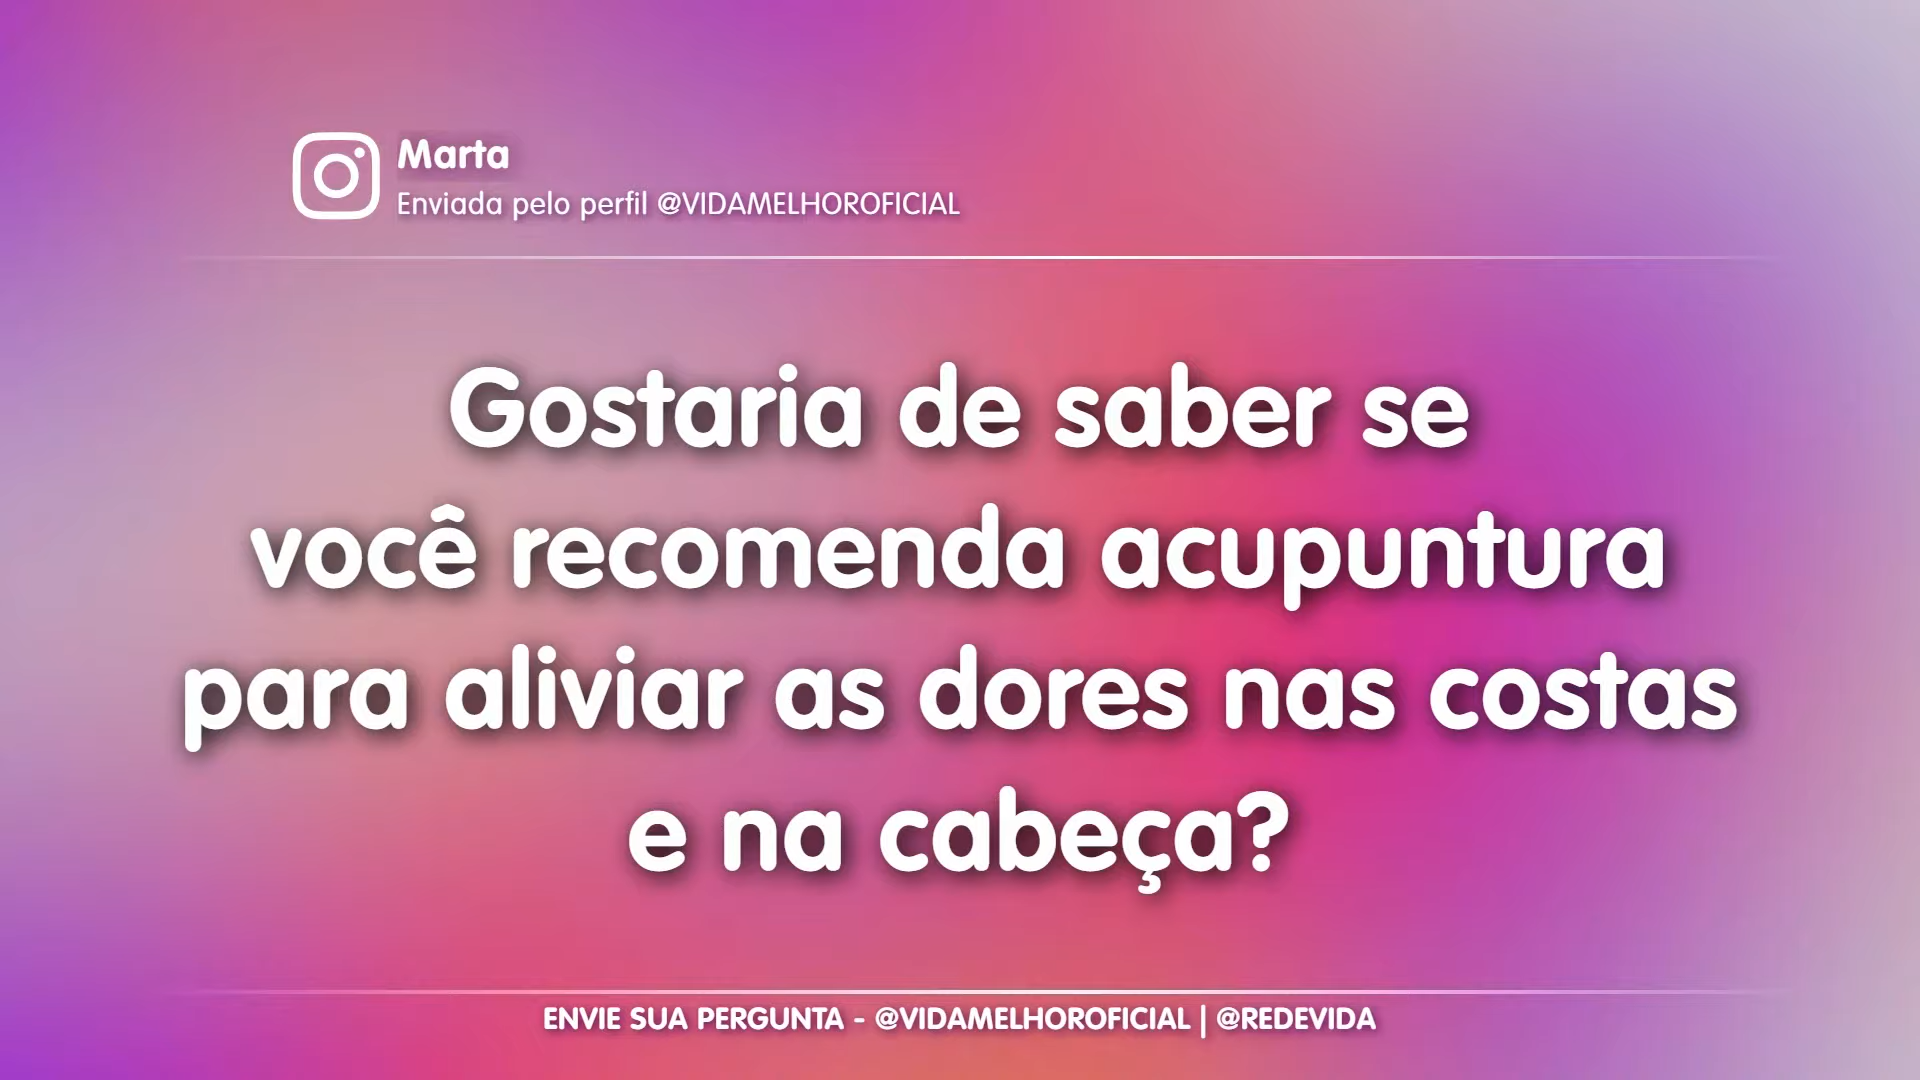 Marta
Enviada pelo perfil @VIDAMELHOROFICIAL
Gostaria de saber se
você recomenda acupuntura
para aliviar as dores nas costas
e na cabeça?
ENVIE SUA PERGUNTA - @VIDAMELHOROFICIAL | @REDEVIDA